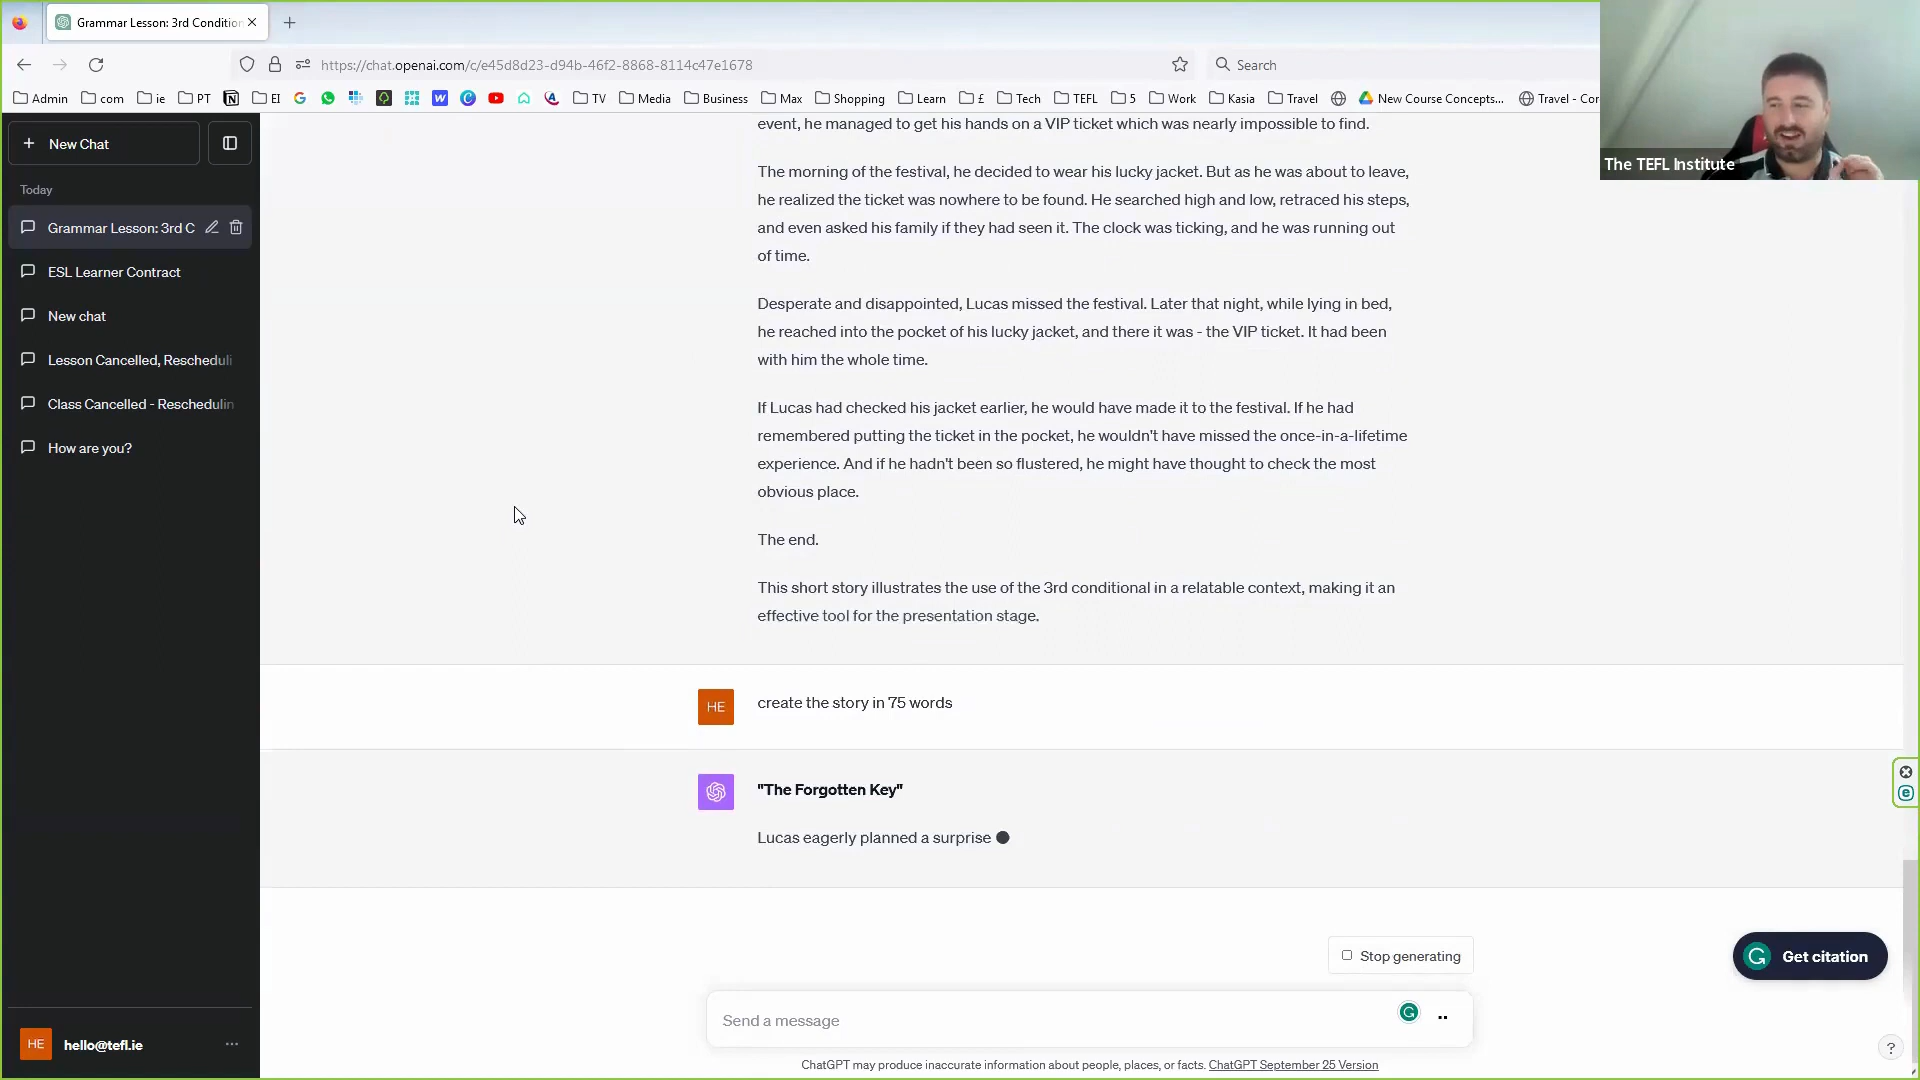 Grammar Lesson: 3rd Condition
https://chat.openai.com/c/e45d8d23-d94b-46f2-8868-8114c47e1678
Search
Admin com ie PT EI TV Media Business Max Shopping Learn £ Tech TEFL 5 Work Kasia Travel New Course Concepts... Travel - Cor
The TEFL Institute
New Chat
Today
Grammar Lesson: 3rd C
ESL Learner Contract
New chat
Lesson Cancelled, Rescheduli
Class Cancelled - Reschedulin
How are you?
HE hello@tefl.ie
event, he managed to get his hands on a VIP ticket which was nearly impossible to find.
The morning of the festival, he decided to wear his lucky jacket. But as he was about to leave,
he realized the ticket was nowhere to be found. He searched high and low, retraced his steps,
and even asked his family if they had seen it. The clock was ticking, and he was running out
of time.
Desperate and disappointed, Lucas missed the festival. Later that night, while lying in bed,
he reached into the pocket of his lucky jacket, and there it was - the VIP ticket. It had been
with him the whole time.
If Lucas had checked his jacket earlier, he would have made it to the festival. If he had
remembered putting the ticket in the pocket, he wouldn't have missed the once-in-a-lifetime
experience. And if he hadn't been so flustered, he might have thought to check the most
obvious place.
The end.
This short story illustrates the use of the 3rd conditional in a relatable context, making it an
effective tool for the presentation stage.
HE create the story in 75 words
"The Forgotten Key"
Lucas eagerly planned a surprise
Stop generating
Get citation
Send a message
ChatGPT may produce inaccurate information about people, places, or facts. ChatGPT September 25 Version
?